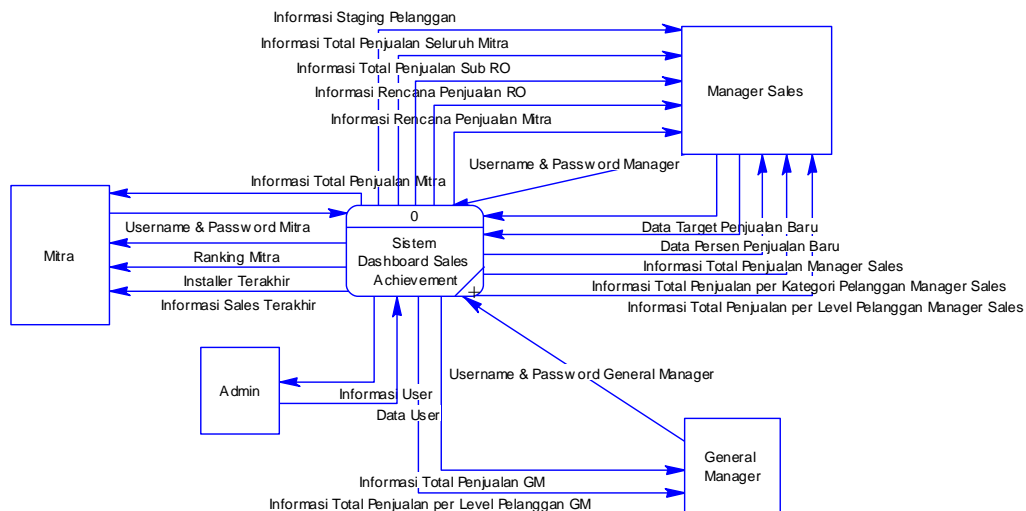 Informasi Staging Pelanggan
Informasi Total Penjualan Seluruh Mitra
Informasi Total Penjualan Sub RO
Informasi Rencana Penjualan RO
Informasi Rencana Penjualan Mitra
Manager Sales
Username & Password Manager
Informasi Total Penjualan Mitra
Username & Password Mitra
Ranking Mitra
Installer Terakhir
Informasi Sales Terakhir
Mitra
0
Sistem
Dashboard Sales
Achievement
Data Target Penjualan Baru
Data Persen Penjualan Baru
Informasi Total Penjualan Manager Sales
Informasi Total Penjualan per Kategori Pelanggan Manager Sales
Informasi Total Penjualan per Level Pelanggan Manager Sales
Admin
Informasi User
Data User
Username & Password General Manager
General
Manager
Informasi Total Penjualan GM
Informasi Total Penjualan per Level Pelanggan GM